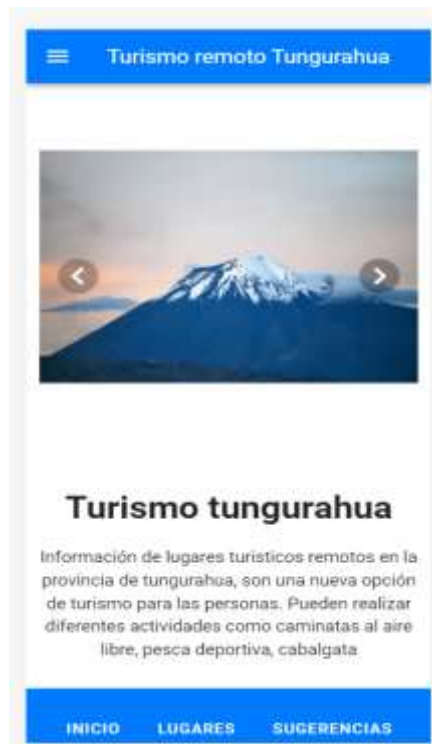 Turismo remoto Tungurahua
Turismo tungurahua
Información de lugares turisticos remotos en la
provincia de tungurahua, son una nueva opción
de turismo para las personas. Pueden realizar
diferentes actividades como caminatas al aire
libre, pesca deportiva, cabalgata
INICIO LUGARES SUGERENCIAS